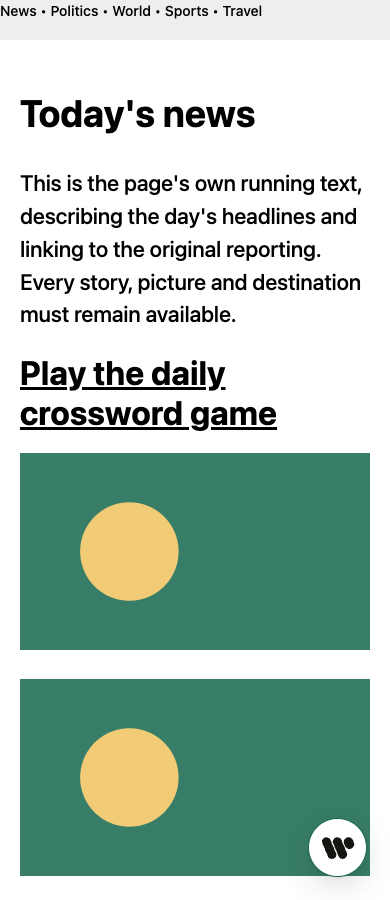 News • Politics • World • Sports • Travel
Today's news
This is the page's own running text,
describing the day's headlines and
linking to the original reporting.
Every story, picture and destination
must remain available.
Play the daily
crossword game